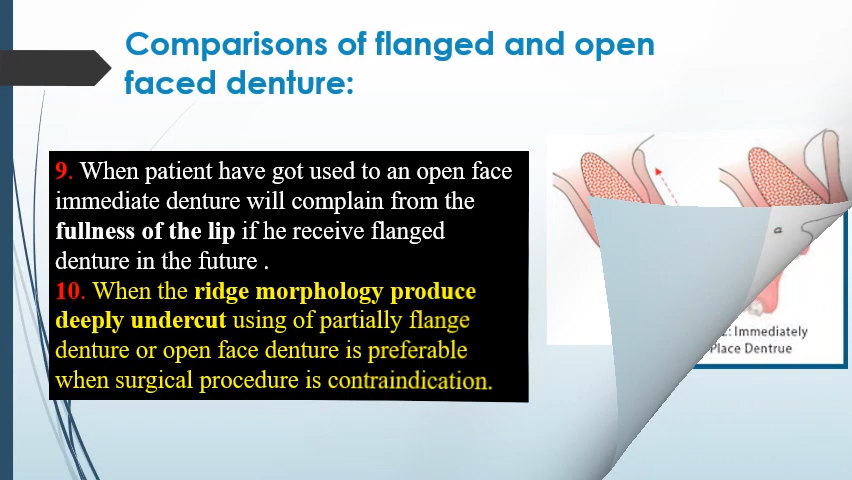 Comparisons of flanged and open
faced denture:
9. When patient have got used to an open face
immediate denture will complain from the
fullness of the lip if he receive flanged
denture in the future .
10. When the ridge morphology produce
deeply undercut using of partially flange
denture or open face denture is preferable
when surgical procedure is contraindication.
: Immediately
Place Dentrue